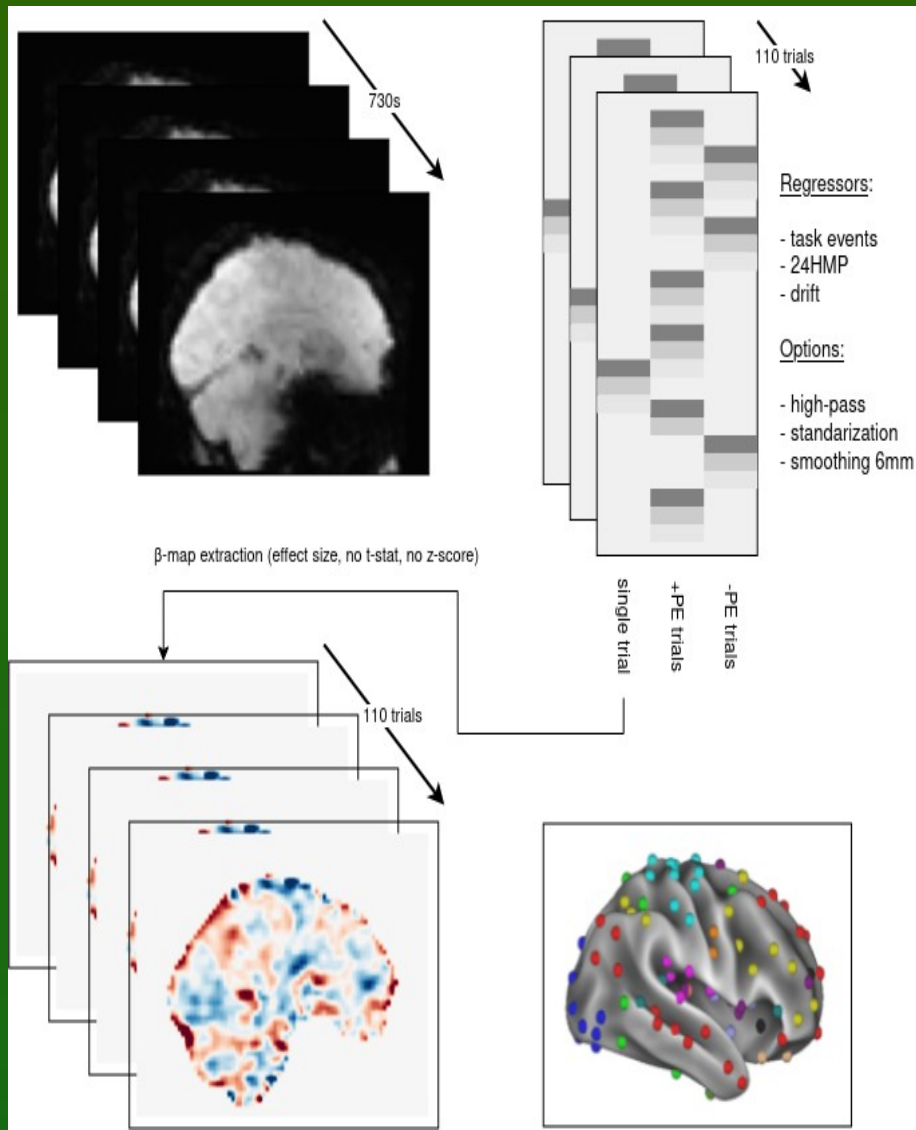 730s
110 trials
Regressors:
- task events
- 24HMP
- drift
Options:
- high-pass
- standarization
- smoothing 6mm
single trial
+PE trials
-PE trials
β-map extraction (effect size, no t-stat, no z-score)
110 trials